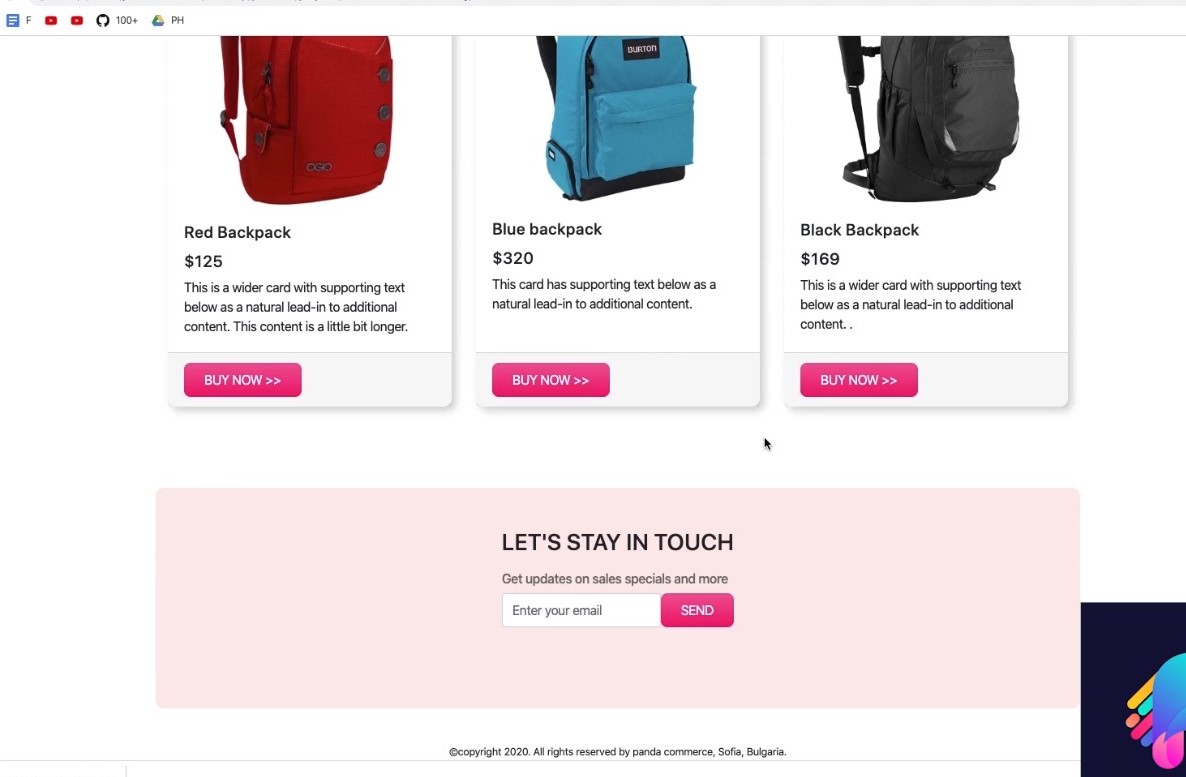 F
100+
PH
BURTON
OGIO
Red Backpack
$125
This is a wider card with supporting text
below as a natural lead-in to additional
content. This content is a little bit longer.
BUY NOW >>
Blue backpack
$320
This card has supporting text below as a
natural lead-in to additional content.
BUY NOW >>
Black Backpack
$169
This is a wider card with supporting text
below as a natural lead-in to additional
content. .
BUY NOW >>
LET'S STAY IN TOUCH
Get updates on sales specials and more
Enter your email
SEND
©copyright 2020. All rights reserved by panda commerce, Sofia, Bulgaria.